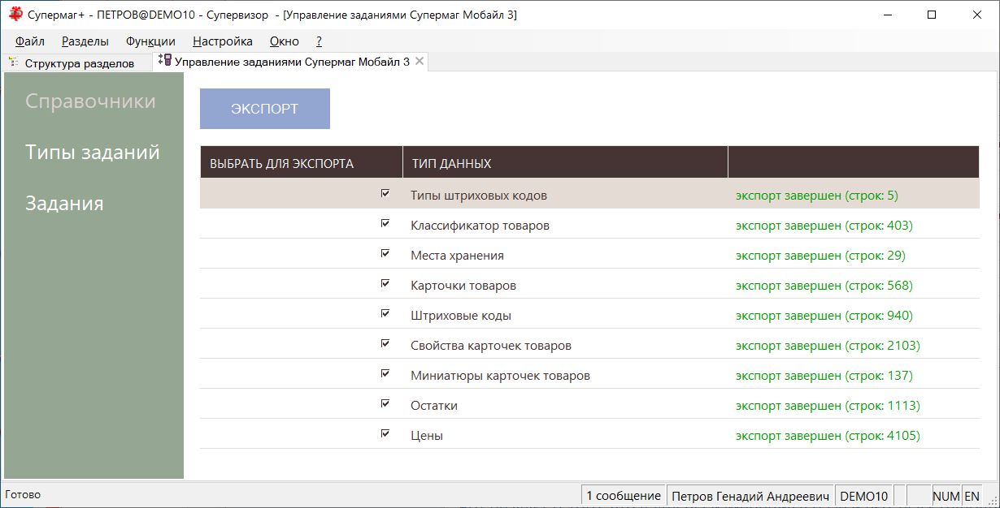 Супермаг+ - ПЕТРОВ@DEMO10 - Супервизор - [Управление заданиями Супермаг Мобайл 3]
Файл Разделы Функции Настройка Окно ?
Структура разделов Управление заданиями Супермаг Мобайл 3
Справочники
Типы заданий
Задания
ЭКСПОРТ
ВЫБРАТЬ ДЛЯ ЭКСПОРТА ТИП ДАННЫХ
Типы штриховых кодов экспорт завершен (строк: 5)
Классификатор товаров экспорт завершен (строк: 403)
Места хранения экспорт завершен (строк: 29)
Карточки товаров экспорт завершен (строк: 568)
Штриховые коды экспорт завершен (строк: 940)
Свойства карточек товаров экспорт завершен (строк: 2103)
Миниатюры карточек товаров экспорт завершен (строк: 137)
Остатки экспорт завершен (строк: 1113)
Цены экспорт завершен (строк: 4105)
Готово 1 сообщение Петров Генадий Андреевич DEMO10 NUM EN